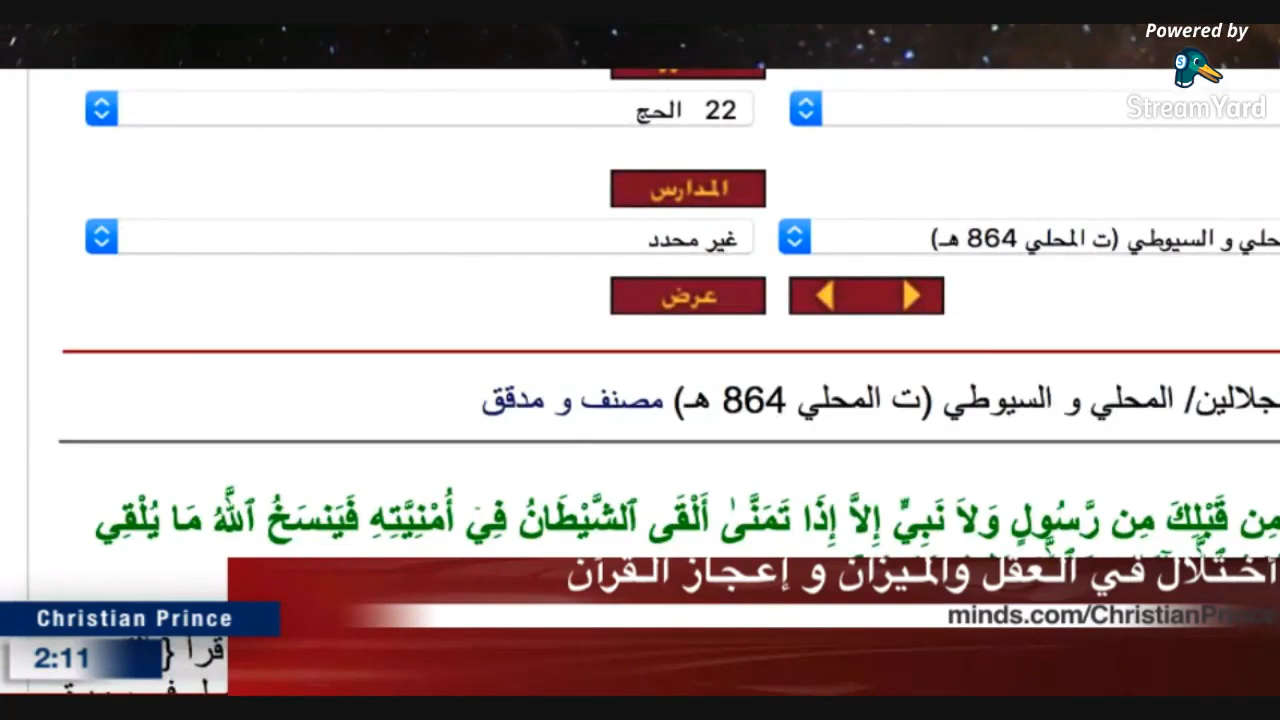 Powered by
StreamYard
22 الحج
المدارس
غير محدد
حلي و السيوطي (ت المحلي 864 هـ)
عرض
جلالين/ المحلي و السيوطي (ت المحلي 864 هـ) مصنف و مدقق
مِن قَبْلِكَ مِن رَّسُولٍ وَلاَ نَبِيٍّ إِلاَّ إِذَا تَمَنَّىٰ أَلْقَى ٱلشَّيْطَانُ فِيۤ أُمْنِيَّتِهِ فَيَنسَخُ ٱللَّهُ مَا يُلْقِي
اختلال في العقل والميزان و إعجاز القرآن
minds.com/ChristianPrince
Christian Prince
2:11
قرأ {